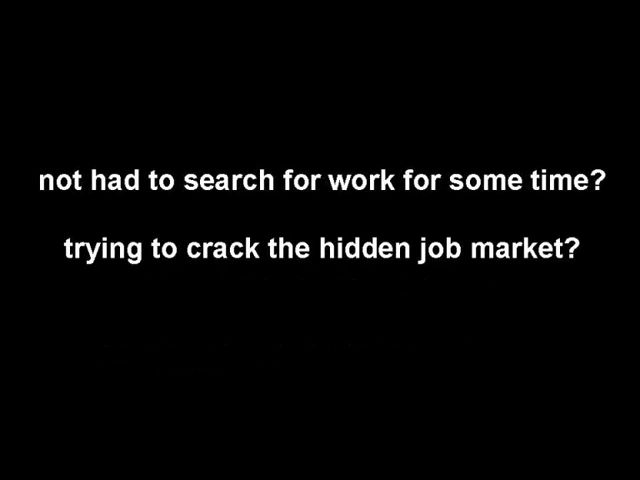 not had to search for work for some time?
trying to crack the hidden job market?